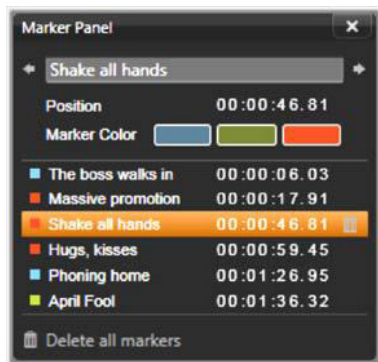 Marker Panel
Shake all hands
Position 00:00:46.81
Marker Color
The boss walks in 00:00:06.03
Massive promotion 00:00:17.91
Shake all hands 00:00:46.81
Hugs, kisses 00:00:59.45
Phoning home 00:01:26.95
April Fool 00:01:36.32
Delete all markers